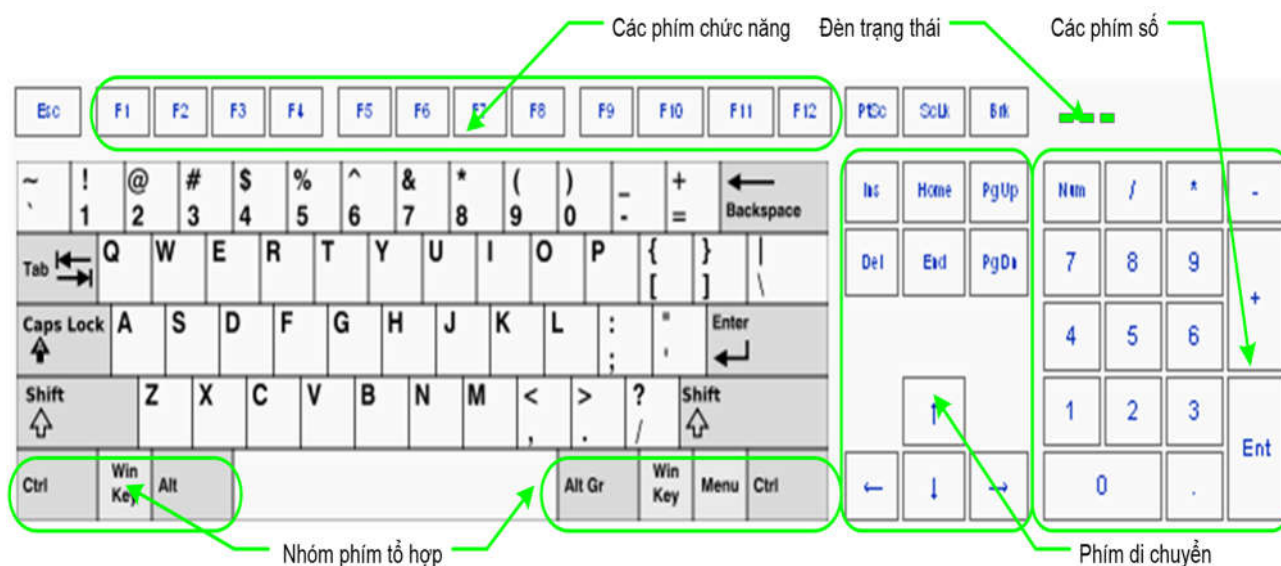 Các phím chức năng Đèn trạng thái Các phím số
Esc F1 F2 F3 F4 F5 F6 F7 F8 F9 F10 F11 F12 PtSc ScLk Brk
~ ! @ # $ % ^ & * ( ) _ +
` 1 2 3 4 5 6 7 8 9 0 - = Backspace
Ins Home PgUp Num / * -
Tab Q W E R T Y U I O P { } |
[ ] \
Del End PgDn 7 8 9 +
Caps Lock A S D F G H J K L : " Enter
; '
4 5 6
Shift Z X C V B N M < > ? Shift
, . /
↑ 1 2 3 Ent
Ctrl Win Key Alt Alt Gr Win Key Menu Ctrl ← ↓ → 0 .
Nhóm phím tổ hợp Phím di chuyển